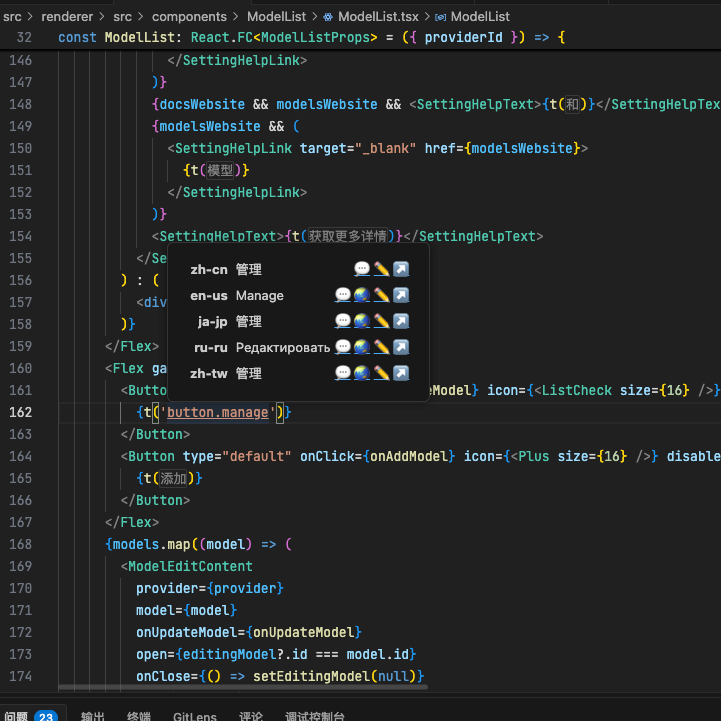 src > renderer > src > components > ModelList > ModelList.tsx > ModelList
32 const ModelList: React.FC<ModelListProps> = ({ providerId }) => {
146 </SettingHelpLink>
147 )}
148 {docsWebsite && modelsWebsite && <SettingHelpText>{t(和)}</SettingHelpTex
149 {modelsWebsite && (
150 <SettingHelpLink target="_blank" href={modelsWebsite}>
151 {t(模型)}
152 </SettingHelpLink>
153 )}
154 <SettingHelpText>{t(获取更多详情)}</SettingHelpText>
155 </Se
zh-cn 管理
156 ) : (
en-us Manage
157 <div
ja-jp 管理
158 )}
159 </Flex>
ru-ru Редактировать
160 <Flex ga
zh-tw 管理
161 <Button eModel} icon={<ListCheck size={16} />}
162 {t('button.manage')}
163 </Button>
164 <Button type="default" onClick={onAddModel} icon={<Plus size={16} />} disable
165 {t(添加)}
166 </Button>
167 </Flex>
168 {models.map((model) => (
169 <ModelEditContent
170 provider={provider}
171 model={model}
172 onUpdateModel={onUpdateModel}
173 open={editingModel?.id === model.id}
174 onClose={() => setEditingModel(null)}
问题 23 输出 终端 GitLens 评论 调试控制台